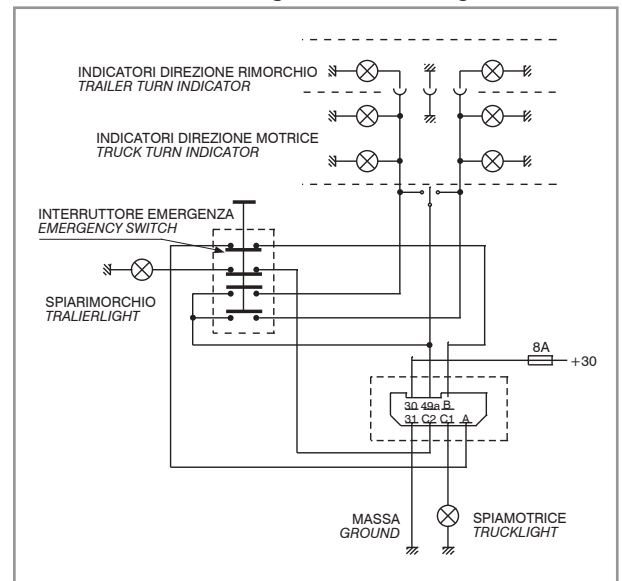 INDICATORI DIREZIONE RIMORCHIO
TRAILER TURN INDICATOR
INDICATORI DIREZIONE MOTRICE
TRUCK TURN INDICATOR
INTERRUTTORE EMERGENZA
EMERGENCY SWITCH
SPIARIMORCHIO
TRALIERLIGHT
8A
+30
30 49a B
31 C2 C1 A
MASSA
GROUND
SPIAMOTRICE
TRUCKLIGHT